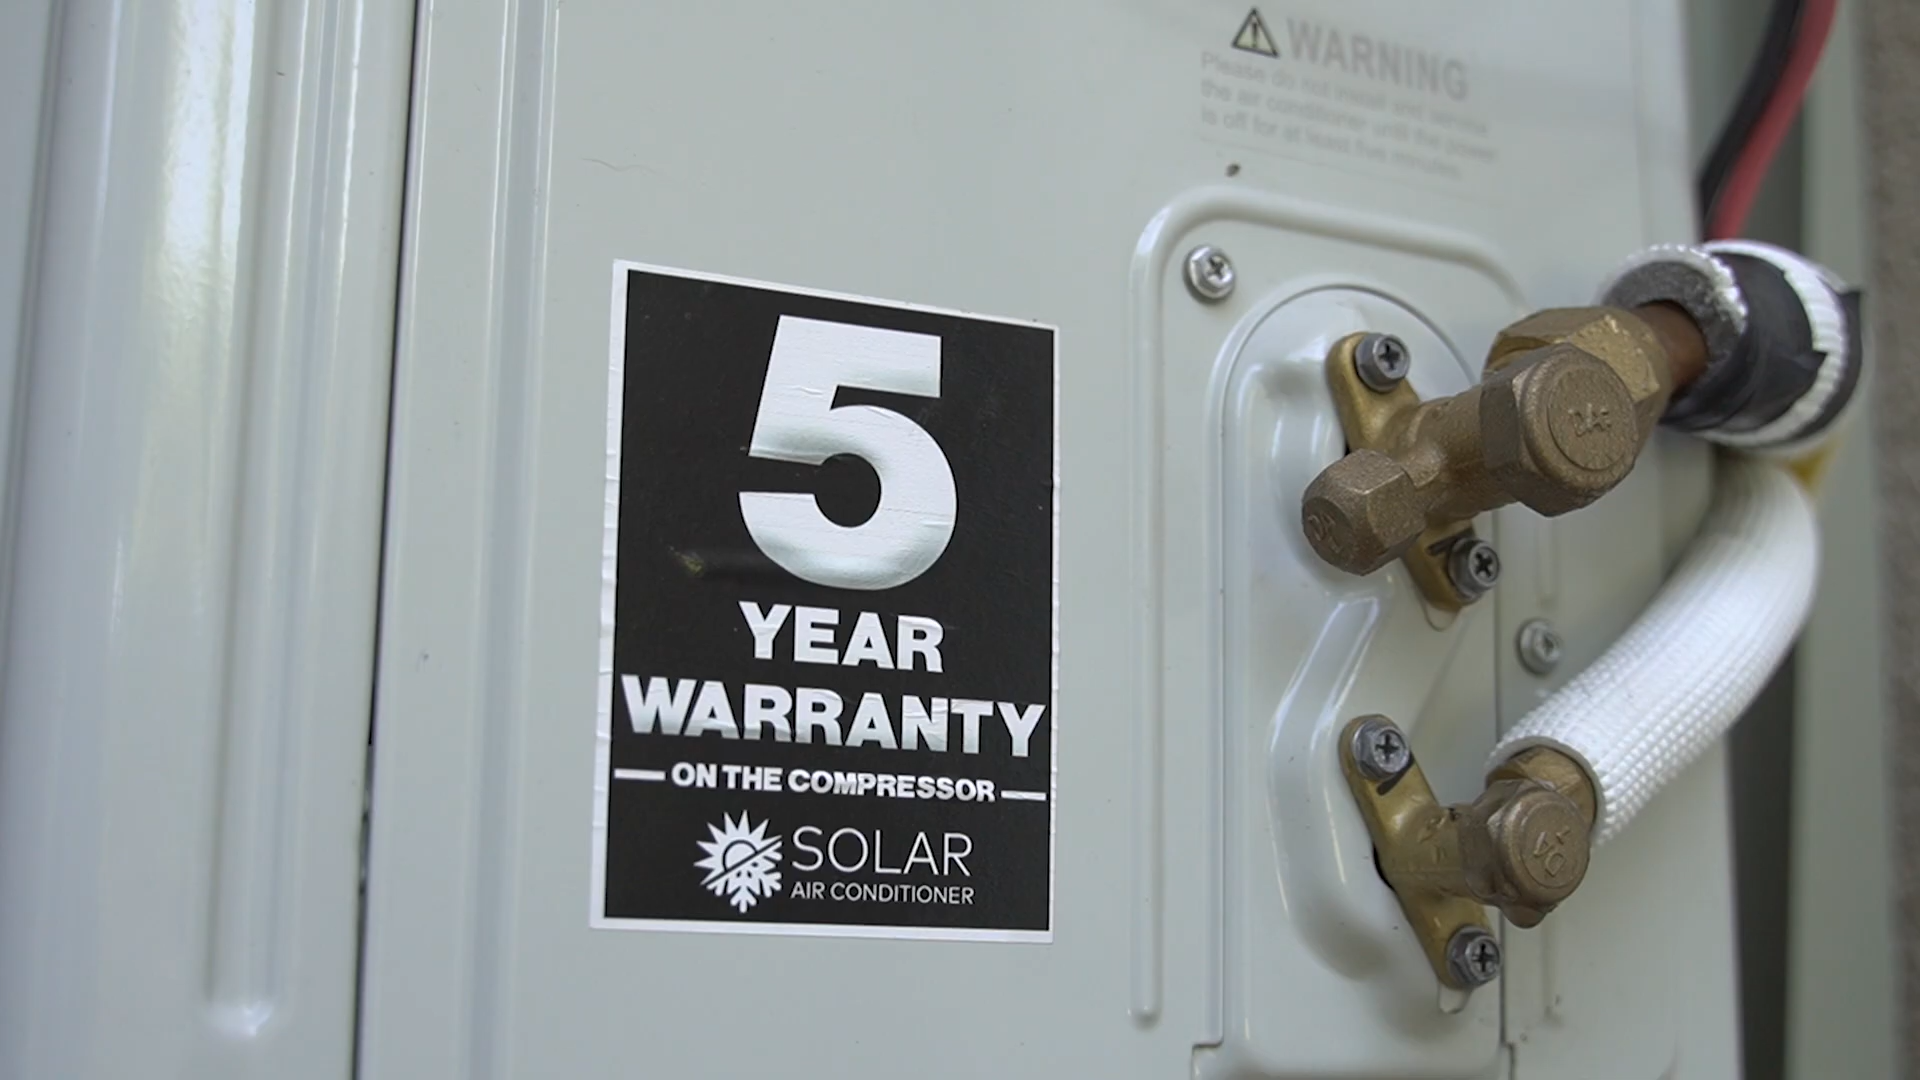 WARNING
Please do not install and service
the air conditioner until the power
is off for at least five minutes.
5
YEAR
WARRANTY
ON THE COMPRESSOR
SOLAR
AIR CONDITIONER